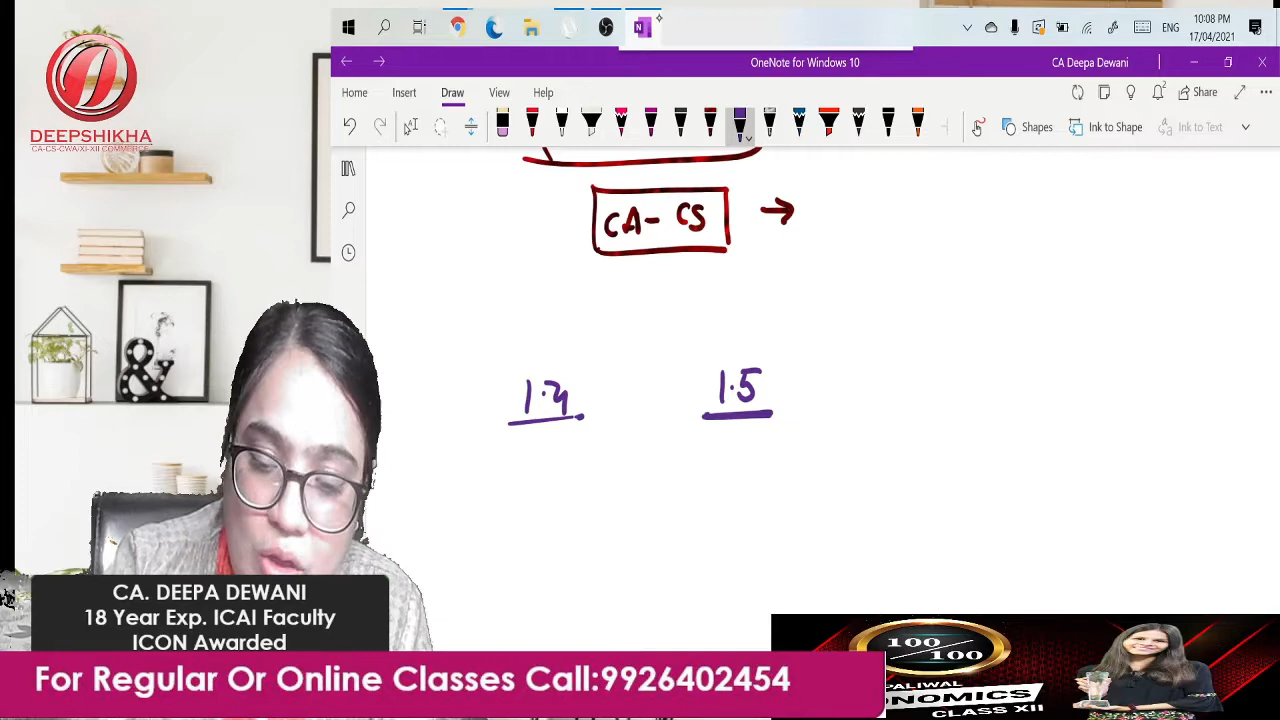 10:08 PM
ENG
17/04/2021
OneNote for Windows 10
CA Deepa Dewani
Home Insert Draw View Help
Share
Shapes Ink to Shape Ink to Text
DEEPSHIKHA
CA-CS-CWA/XI-XII COMMERCE
CA- CS →
1.4 1.5
&
CA. DEEPA DEWANI
18 Year Exp. ICAI Faculty
ICON Awarded
For Regular Or Online Classes Call:9926402454
100
100
PALIWAL
ONOMICS
CLASS XII